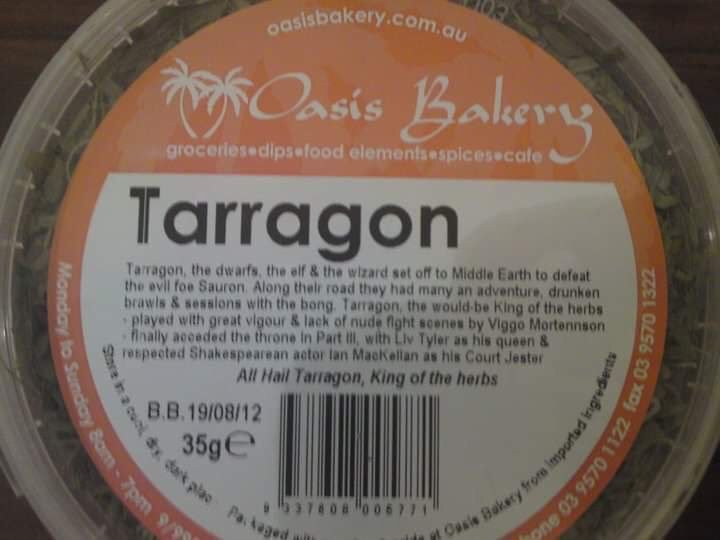 oasisbakery.com.au
Oasis Bakery
groceries•dips•food elements•spices•cafe
Tarragon
Tarragon, the dwarfs, the elf & the wizard set off to Middle Earth to defeat
the evil foe Sauron. Along their road they had many an adventure, drunken
brawls & sessions with the bong. Tarragon, the would-be King of the herbs
- played with great vigour & lack of nude fight scenes by Viggo Mortennson
- finally acceded the throne in Part III, with Liv Tyler as his queen &
respected Shakespearean actor Ian MacKellan as his Court Jester
All Hail Tarragon, King of the herbs
B.B. 19/08/12
35g℮
9 337808 006771
Store in a cool, dry, dark plac
at Oasis Bakery from imported ingredients
Monday to Sunday 8am - 7pm
phone 03 9570 1122 fax 03 9570 1322